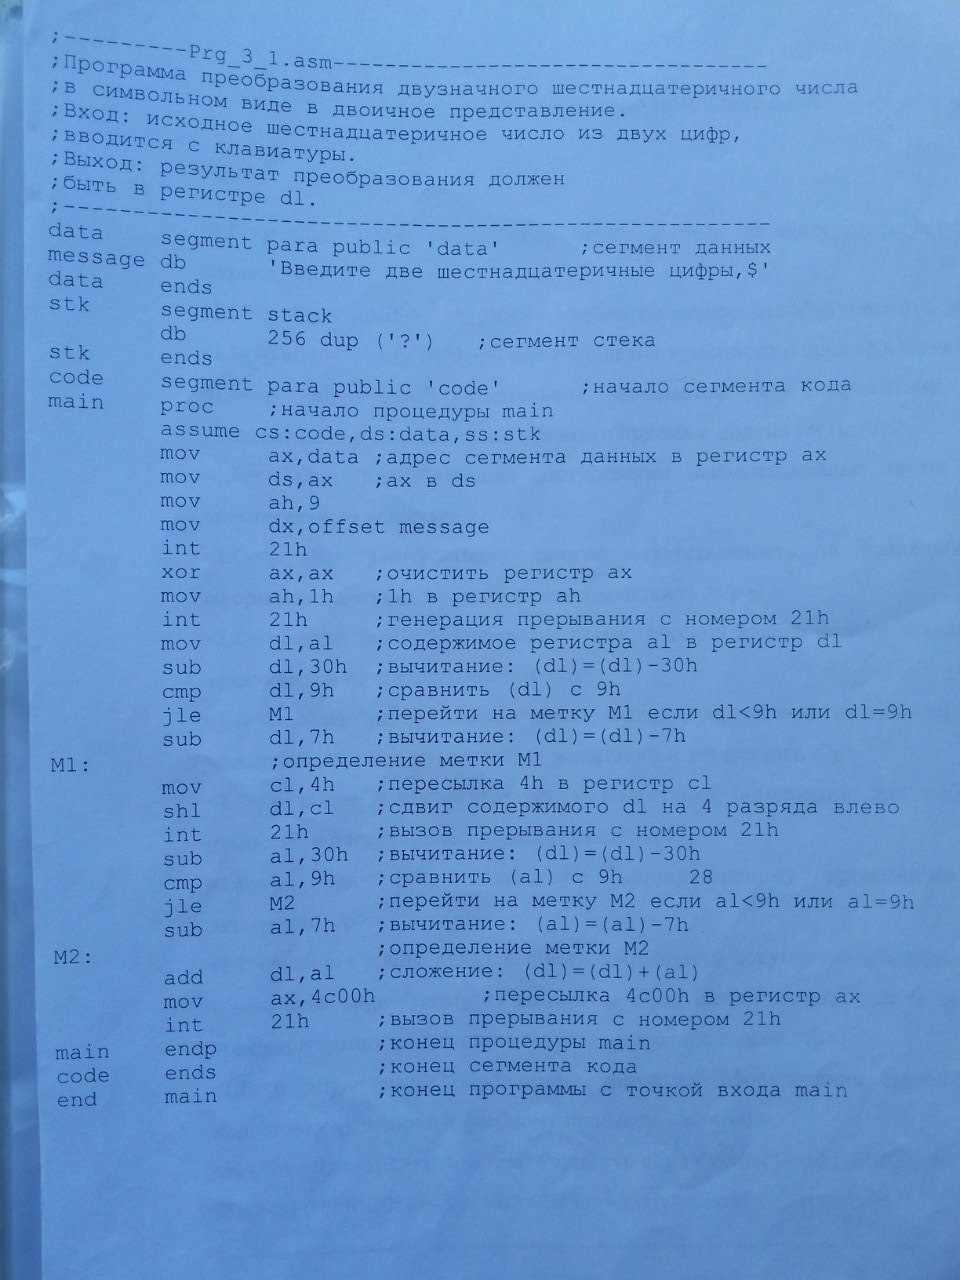 ;---------Prg_3_1.asm---------------------------------
;Программа преобразования двузначного шестнадцатеричного числа
;в символьном виде в двоичное представление.
;Вход: исходное шестнадцатеричное число из двух цифр,
;вводится с клавиатуры.
;Выход: результат преобразования должен
;быть в регистре dl.
;------------------------------------------------------
data segment para public 'data' ;сегмент данных
message db 'Введите две шестнадцатеричные цифры,$'
data ends
stk segment stack
db 256 dup ('?') ;сегмент стека
stk ends
code segment para public 'code' ;начало сегмента кода
main proc ;начало процедуры main
assume cs:code,ds:data,ss:stk
mov ax,data ;адрес сегмента данных в регистр ax
mov ds,ax ;ax в ds
mov ah,9
mov dx,offset message
int 21h
xor ax,ax ;очистить регистр ax
mov ah,1h ;1h в регистр ah
int 21h ;генерация прерывания с номером 21h
mov dl,al ;содержимое регистра al в регистр dl
sub dl,30h ;вычитание: (dl)=(dl)-30h
cmp dl,9h ;сравнить (dl) с 9h
jle M1 ;перейти на метку M1 если dl<9h или dl=9h
sub dl,7h ;вычитание: (dl)=(dl)-7h
M1: ;определение метки M1
mov cl,4h ;пересылка 4h в регистр cl
shl dl,cl ;сдвиг содержимого dl на 4 разряда влево
int 21h ;вызов прерывания с номером 21h
sub al,30h ;вычитание: (dl)=(dl)-30h
cmp al,9h ;сравнить (al) с 9h 28
jle M2 ;перейти на метку M2 если al<9h или al=9h
sub al,7h ;вычитание: (al)=(al)-7h
M2: ;определение метки M2
add dl,al ;сложение: (dl)=(dl)+(al)
mov ax,4c00h ;пересылка 4c00h в регистр ax
int 21h ;вызов прерывания с номером 21h
main endp ;конец процедуры main
code ends ;конец сегмента кода
end main ;конец программы с точкой входа main